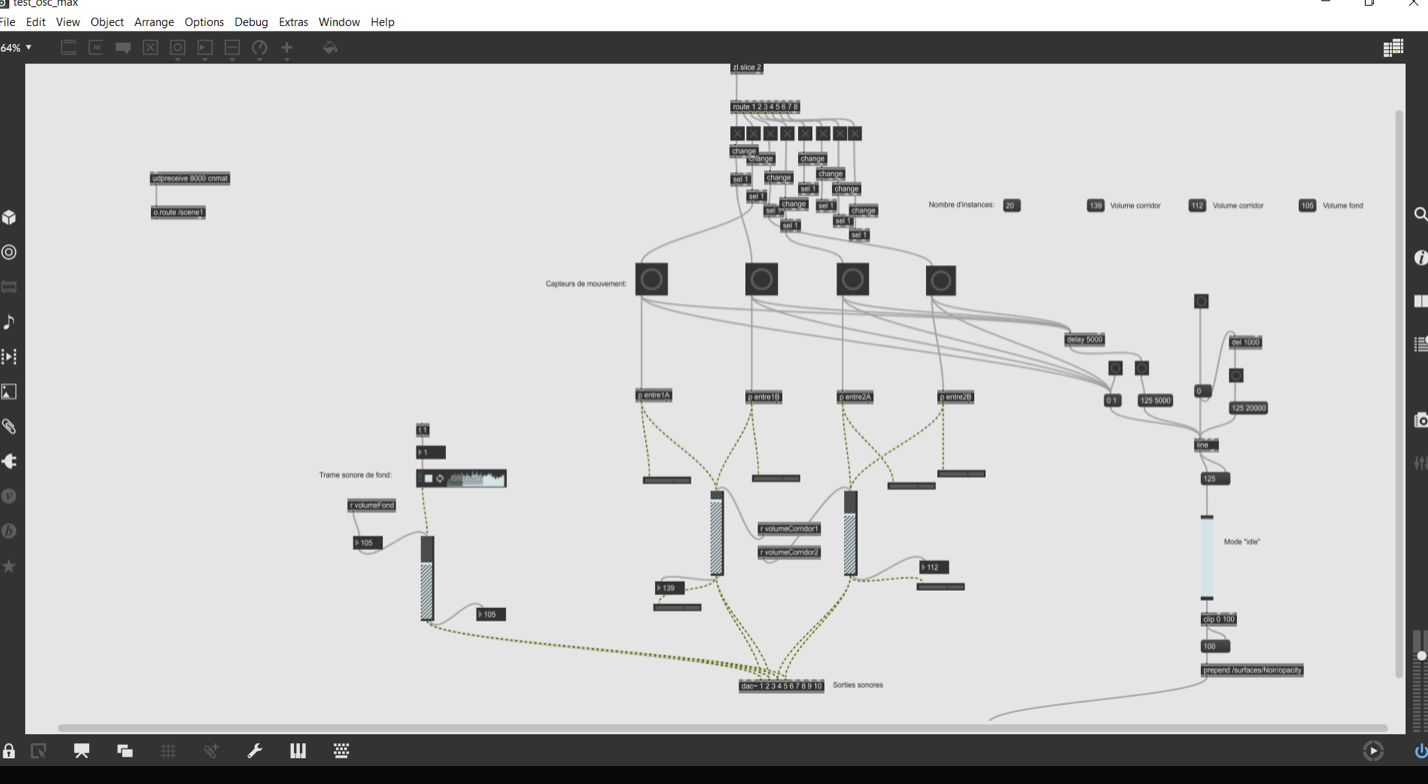 test_osc_max
File Edit View Object Arrange Options Debug Extras Window Help
64%
zl.slice 2
route 1 2 3 4 5 6 7 8
change
change
change
change
change
change
change
change
sel 1
sel 1
sel 1
sel 1
sel 1
sel 1
sel 1
sel 1
udpreceive 8000 cnmat
o.route /scene1
Nombre d'instances: 20
139 Volume corridor
112 Volume corridor
105 Volume fond
Capteurs de mouvement:
delay 5000
del 1000
0
0 1
125 5000
125 20000
p entre1A
p entre1B
p entre2A
p entre2B
t 1
1
line
Trame sonore de fond:
125
r volumeFond
105
r volumeCorridor1
r volumeCorridor2
Mode "idle"
139
112
105
clip 0 100
100
prepend /surfaces/Noir/opacity
dac~ 1 2 3 4 5 6 7 8 9 10
Sorties sonores